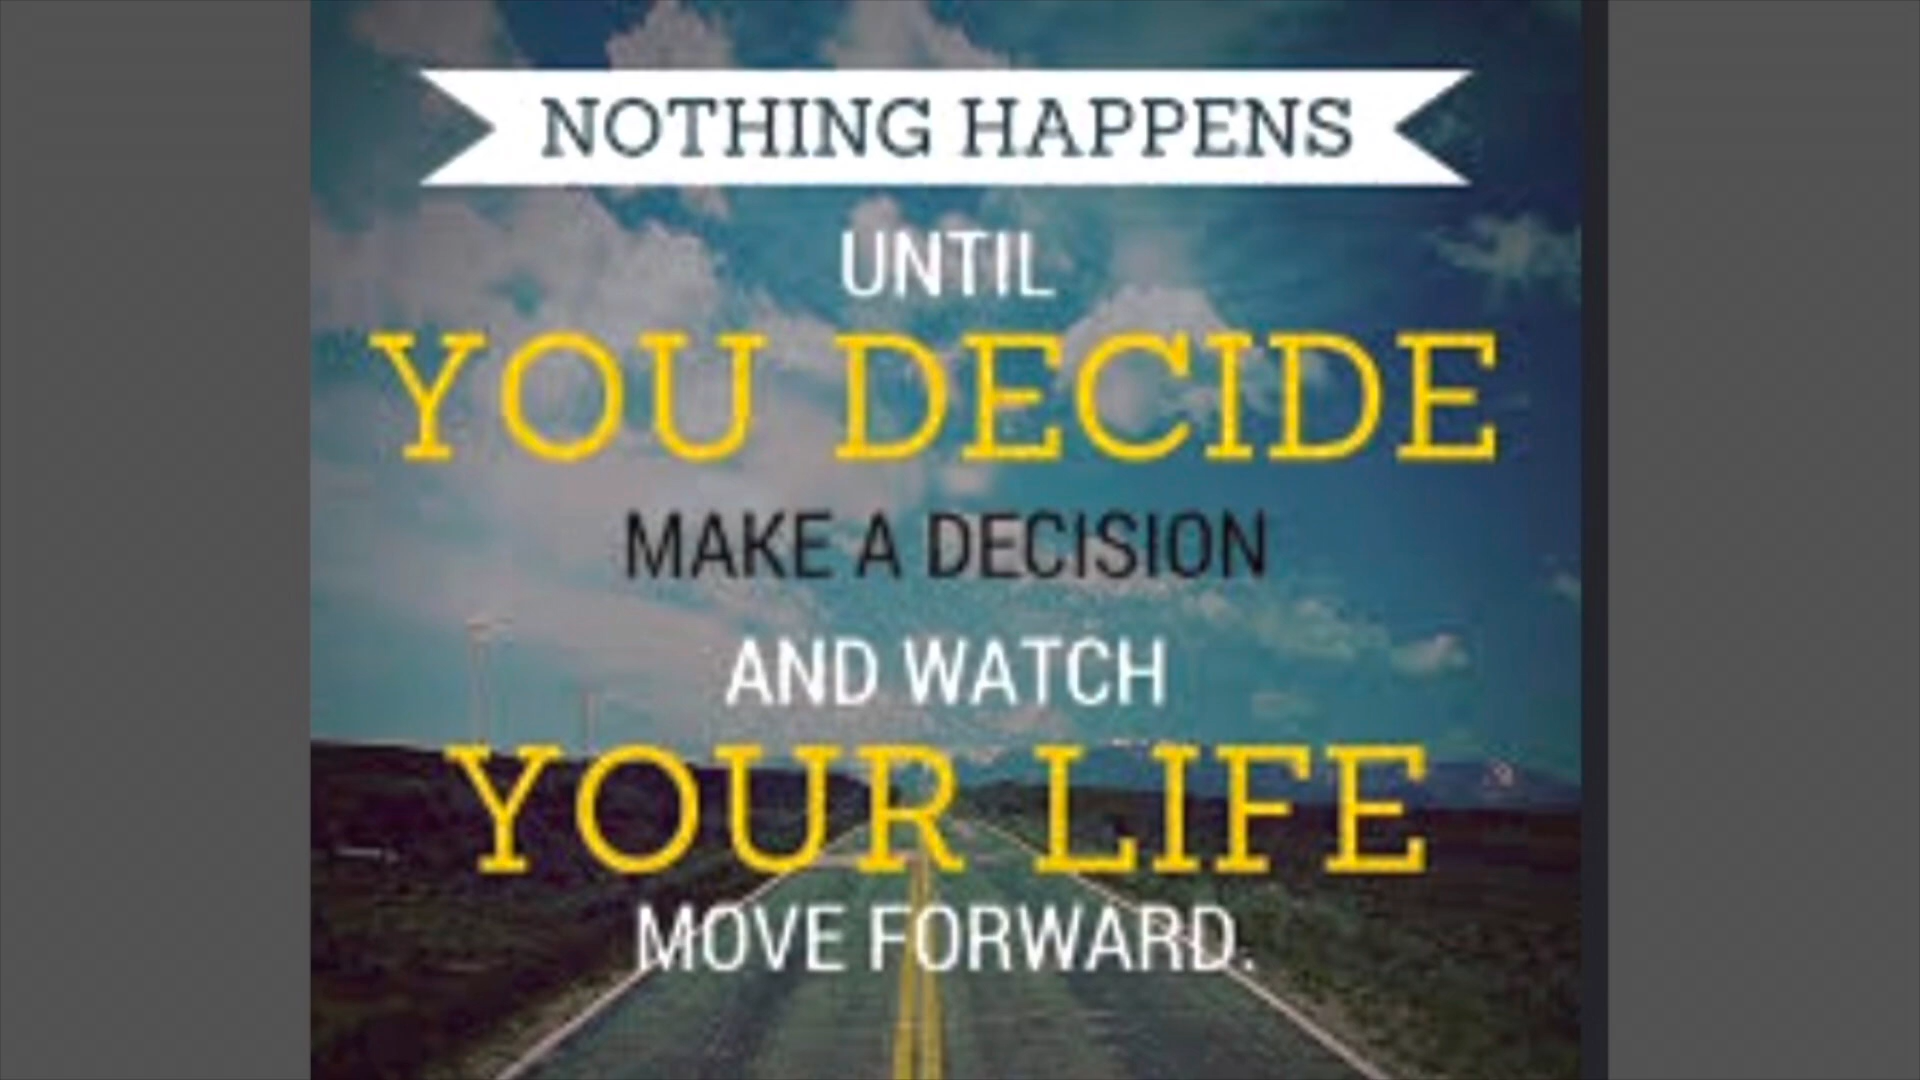 NOTHING HAPPENS
UNTIL
YOU DECIDE
MAKE A DECISION
AND WATCH
YOUR LIFE
MOVE FORWARD.